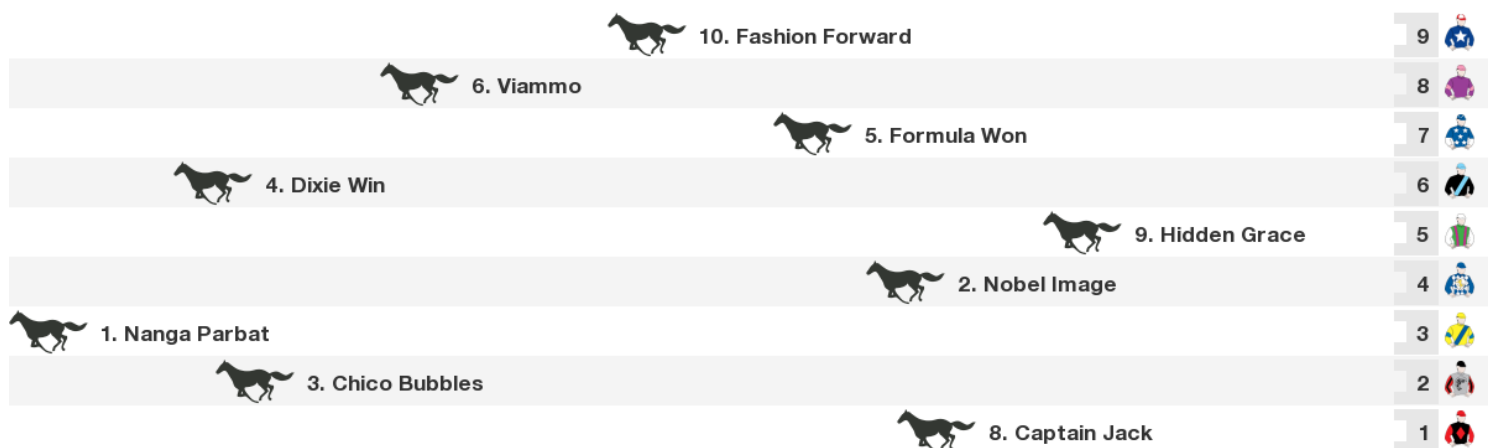 10. Fashion Forward 9
6. Viammo 8
5. Formula Won 7
4. Dixie Win 6
9. Hidden Grace 5
2. Nobel Image 4
1. Nanga Parbat 3
3. Chico Bubbles 2
8. Captain Jack 1